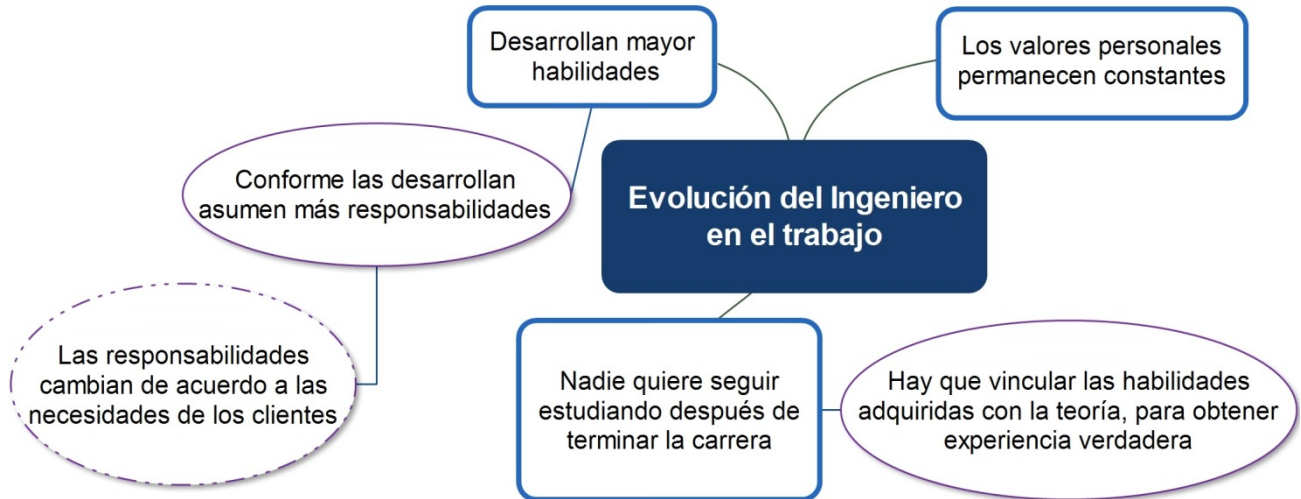 Desarrollan mayor
habilidades
Los valores personales
permanecen constantes
Conforme las desarrollan
asumen más responsabilidades
Evolución del Ingeniero
en el trabajo
Las responsabilidades
cambian de acuerdo a las
necesidades de los clientes
Nadie quiere seguir
estudiando después de
terminar la carrera
Hay que vincular las habilidades
adquiridas con la teoría, para obtener
experiencia verdadera